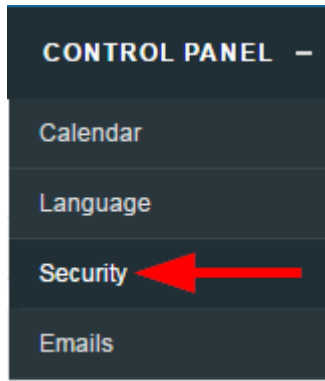 CONTROL PANEL –
Calendar
Language
Security
Emails